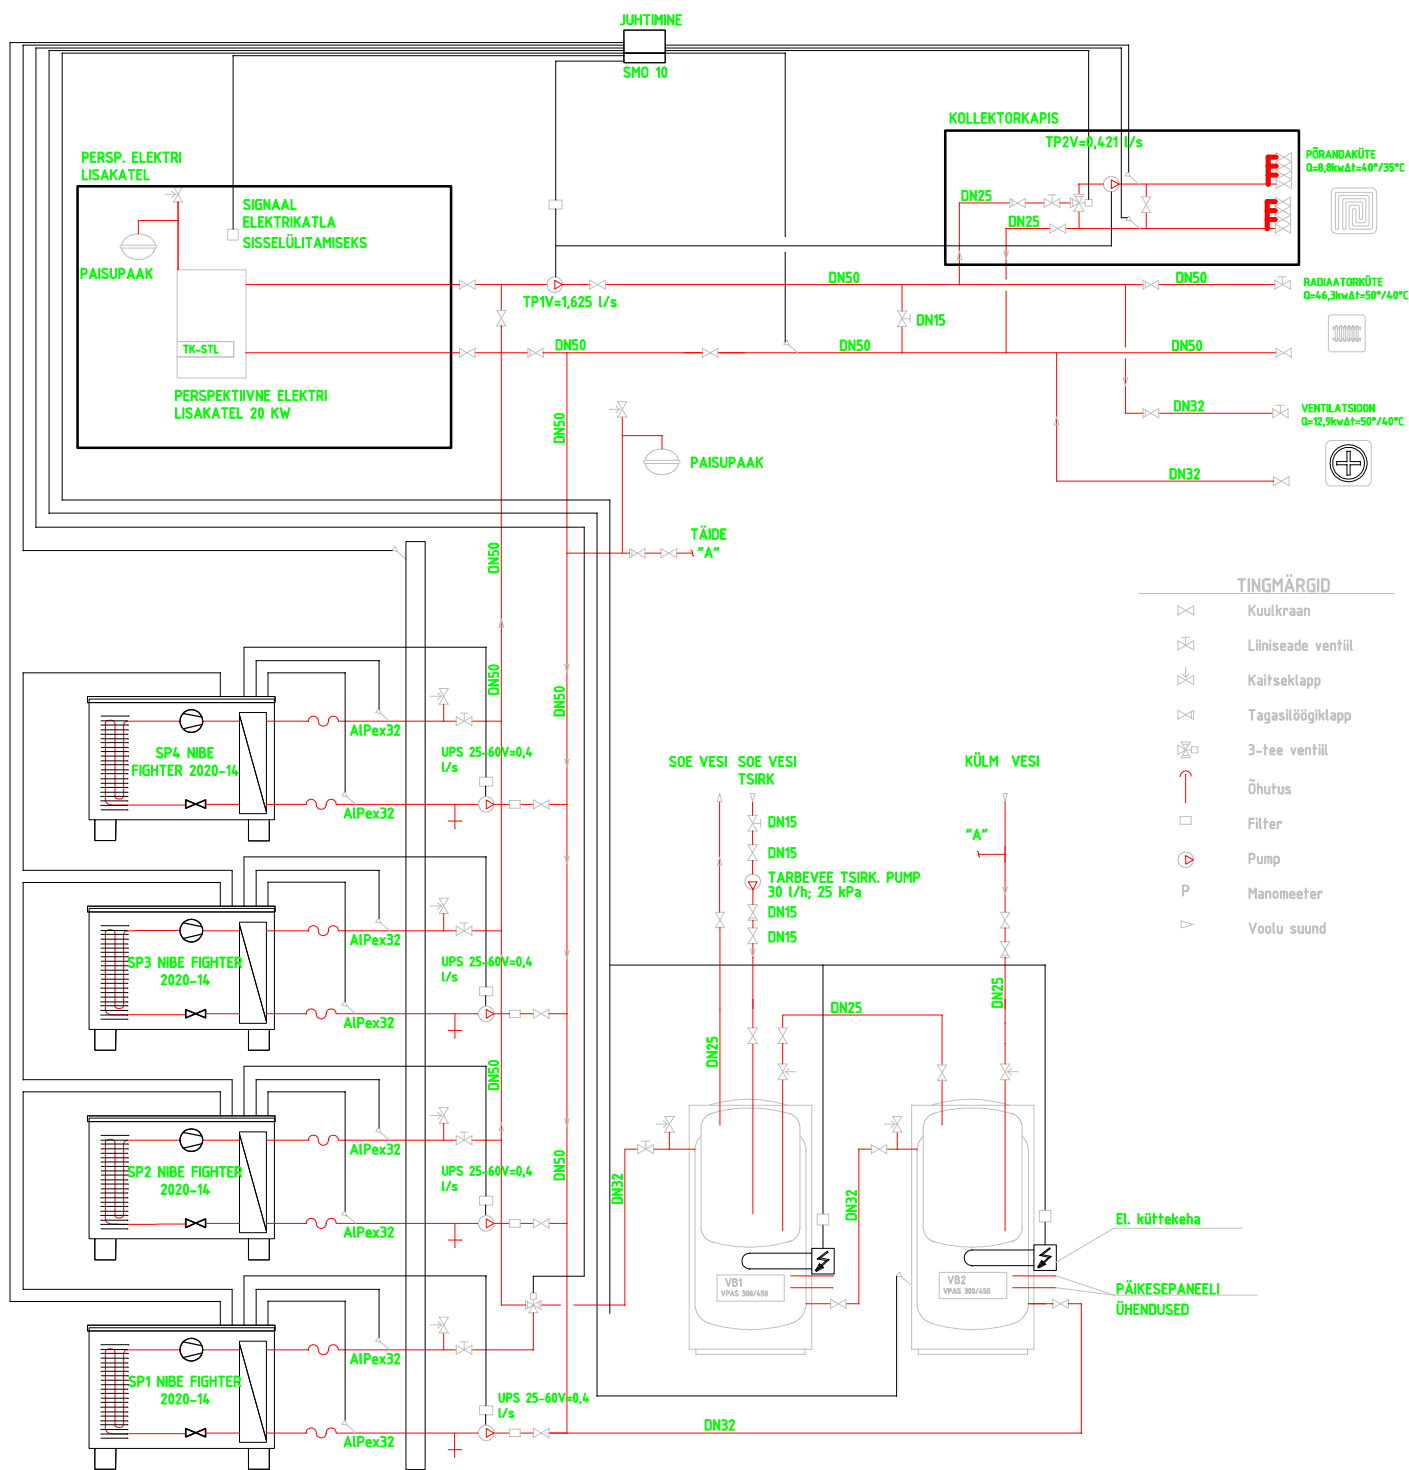 JUHTIMINE
SMO 10
KOLLEKTORKAPIS
TP2V=0,421 l/s
PÕRANDAKÜTE
Q=8,8kwΔt=40°/35°C
DN25
DN25
PERSP. ELEKTRI
LISAKATEL
SIGNAAL
ELEKTRIKATLA
SISSELÜLITAMISEKS
PAISUPAAK
TK-STL
PERSPEKTIIVNE ELEKTRI
LISAKATEL 20 KW
TP1V=1,625 l/s
DN50
DN50
RADIAATORKÜTE
Q=46,3kwΔt=50°/40°C
DN15
DN50
DN50
DN50
DN32
VENTILATSIOON
Q=12,9kwΔt=50°/40°C
DN32
DN50
PAISUPAAK
TÄIDE
"A"
DN50
TINGMÄRGID
Kuulkraan
Liiniseade ventiil
Kaitseklapp
Tagasilöögiklapp
3-tee ventiil
Õhutus
Filter
Pump
P Manomeeter
Voolu suund
DN50
DN50
SP4 NIBE
FIGHTER 2020-14
AlPex32
UPS 25-60V=0,4
l/s
AlPex32
SOE VESI
SOE VESI
TSIRK
KÜLM VESI
DN15
"A"
DN15
TARBEVEE TSIRK. PUMP
30 l/h; 25 kPa
DN15
DN15
SP3 NIBE FIGHTER
2020-14
AlPex32
UPS 25-60V=0,4
l/s
AlPex32
DN25
DN25
DN25
DN50
SP2 NIBE FIGHTER
2020-14
AlPex32
UPS 25-60V=0,4
l/s
AlPex32
DN50
DN32
DN32
El. küttekeha
VB1
VPAS 300/450
VB2
VPAS 300/450
PÄIKESEPANEELI
ÜHENDUSED
SP1 NIBE FIGHTER
2020-14
AlPex32
UPS 25-60V=0,4
l/s
AlPex32
DN32